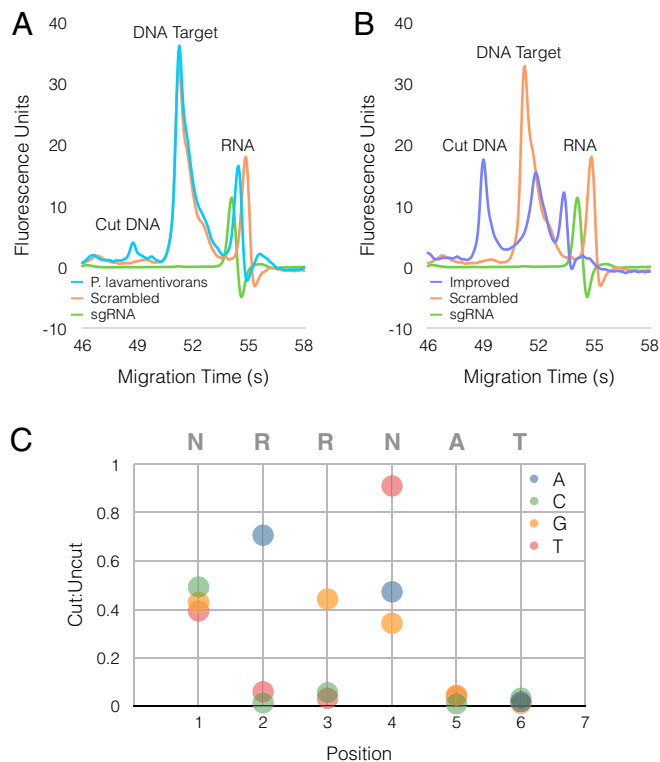 A
40
30
20
10
0
-10
Fluorescence Units
DNA Target
RNA
Cut DNA
P. lavamentivorans
Scrambled
sgRNA
46 49 52 55 58
Migration Time (s)
B
40
30
20
10
0
-10
Fluorescence Units
DNA Target
Cut DNA
RNA
Improved
Scrambled
sgRNA
46 49 52 55 58
Migration Time (s)
C
N R R N A T
1
0.8
0.6
0.4
0.2
0
Cut:Uncut
A
C
G
T
1 2 3 4 5 6 7
Position